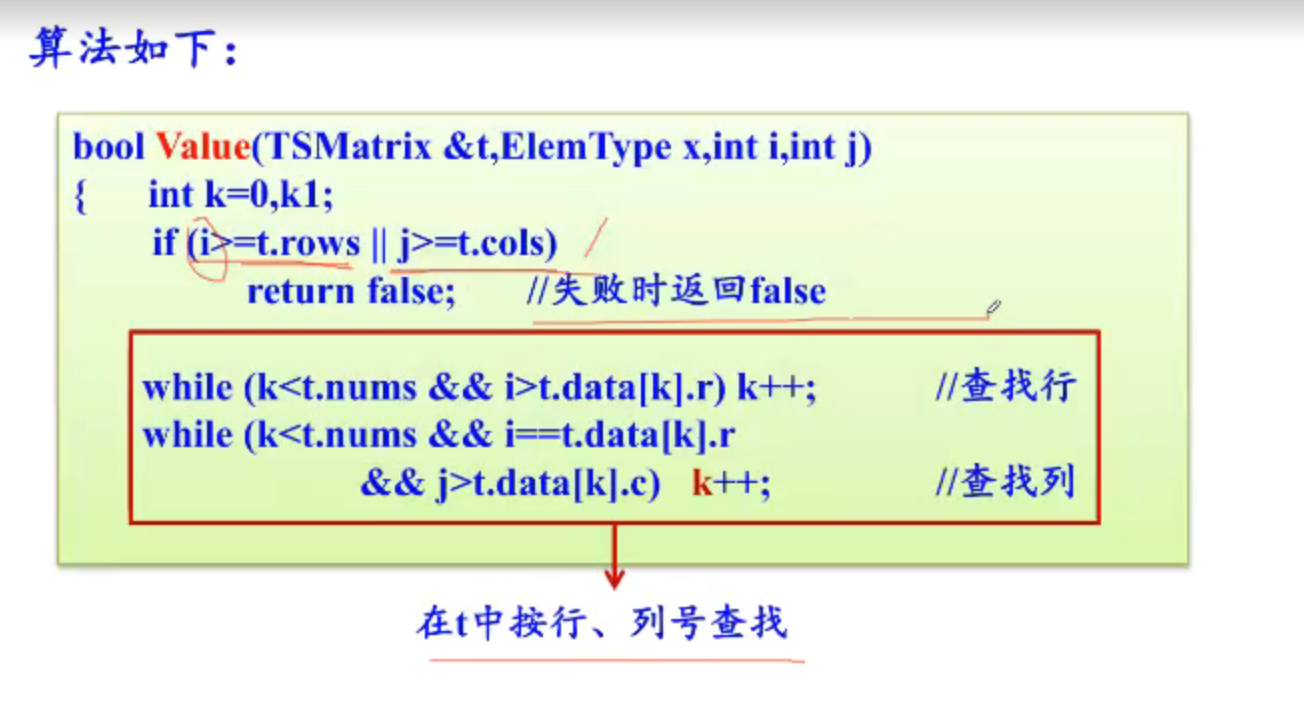 算法如下：
bool Value(TSMatrix &t,ElemType x,int i,int j)
{ int k=0,k1;
if (i>=t.rows || j>=t.cols)
return false; //失败时返回false
while (k<t.nums && i>t.data[k].r) k++; //查找行
while (k<t.nums && i==t.data[k].r
&& j>t.data[k].c) k++; //查找列
在t中按行、列号查找